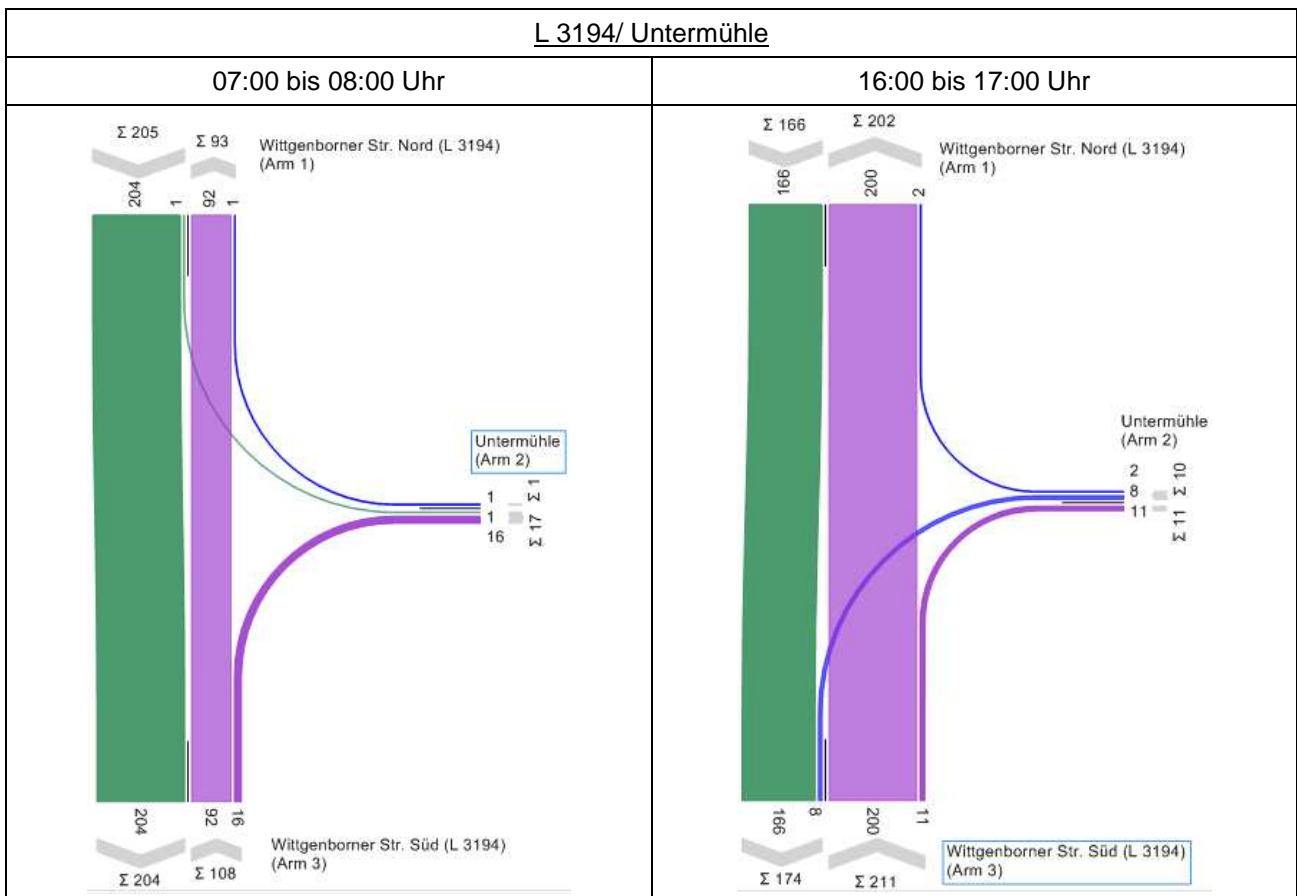 L 3194/ Untermühle
07:00 bis 08:00 Uhr
16:00 bis 17:00 Uhr
Σ 205
Σ 93
Wittgenborner Str. Nord (L 3194)
(Arm 1)
204
1
92
1
Untermühle
(Arm 2)
1
Σ 1
1
16
Σ 17
204
92
16
Wittgenborner Str. Süd (L 3194)
(Arm 3)
Σ 204
Σ 108
Σ 166
Σ 202
Wittgenborner Str. Nord (L 3194)
(Arm 1)
166
200
2
Untermühle
(Arm 2)
2
8
Σ 10
11
Σ 11
166
8
200
11
Wittgenborner Str. Süd (L 3194)
(Arm 3)
Σ 174
Σ 211